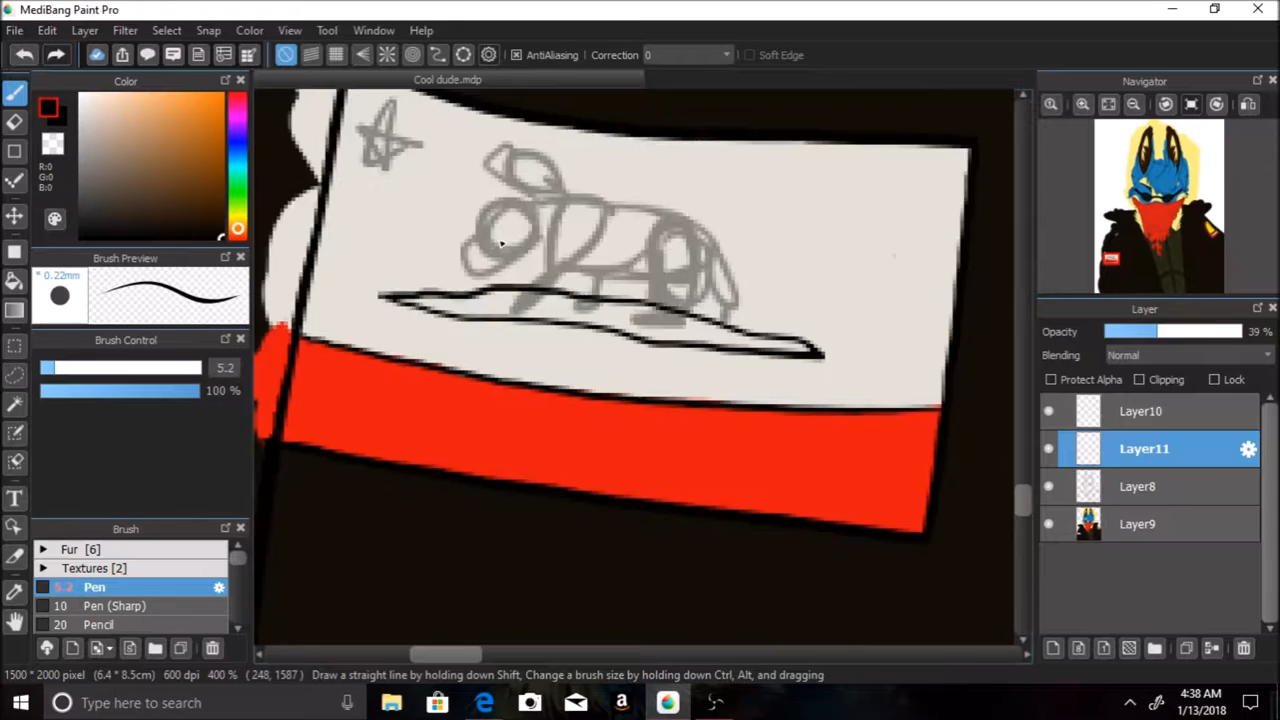 MediBang Paint Pro
File Edit Layer Filter Select Snap Color View Tool Window Help
AntiAliasing Correction 0 Soft Edge
Color
Cool dude.mdp
Navigator
R:0
G:0
B:0
Brush Preview
* 0.22mm
Layer
Opacity 39 %
Brush Control
Blending Normal
5.2
Protect Alpha Clipping Lock
100 %
Layer10
Layer11
Layer8
Layer9
Brush
Fur [6]
Textures [2]
5.2 Pen
10 Pen (Sharp)
20 Pencil
1500 * 2000 pixel (6.4 * 8.5cm) 600 dpi 400 % ( 248, 1587 ) Draw a straight line by holding down Shift, Change a brush size by holding down Ctrl, Alt, and dragging
Type here to search
4:38 AM
1/13/2018